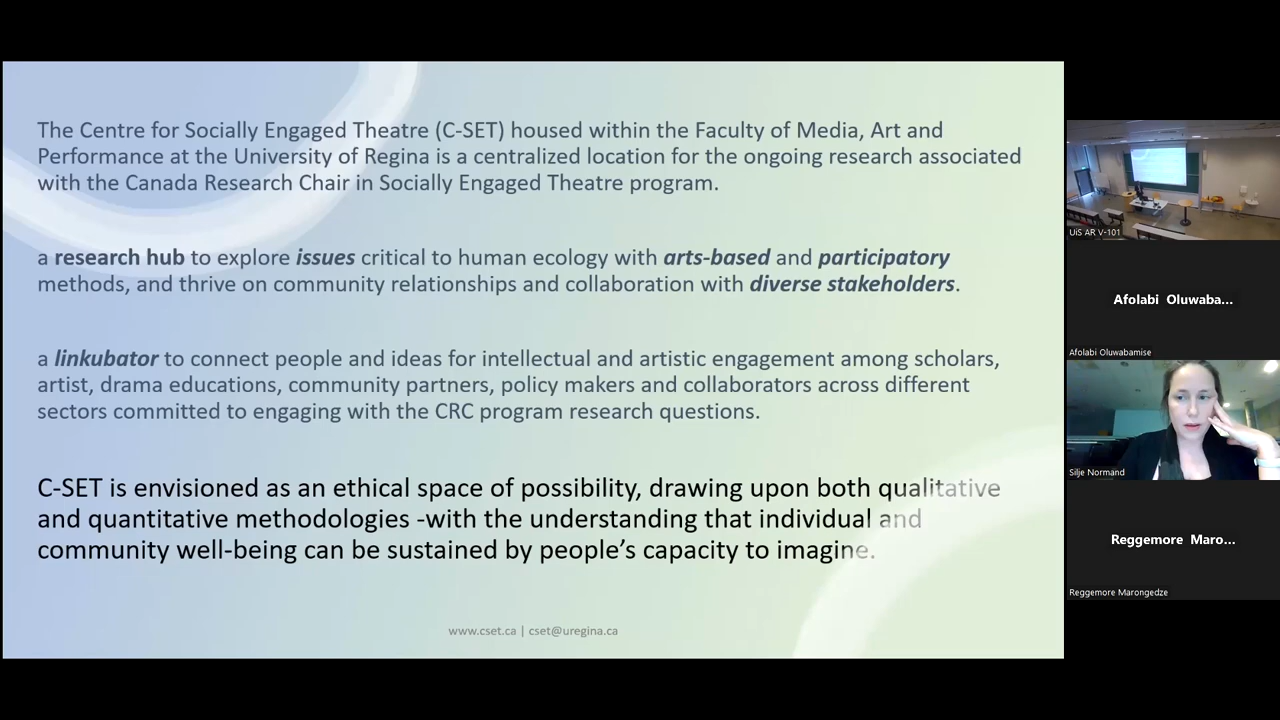 The Centre for Socially Engaged Theatre (C-SET) housed within the Faculty of Media, Art and
Performance at the University of Regina is a centralized location for the ongoing research associated
with the Canada Research Chair in Socially Engaged Theatre program.
a research hub to explore issues critical to human ecology with arts-based and participatory
methods, and thrive on community relationships and collaboration with diverse stakeholders.
a linkubator to connect people and ideas for intellectual and artistic engagement among scholars,
artist, drama educations, community partners, policy makers and collaborators across different
sectors committed to engaging with the CRC program research questions.
C-SET is envisioned as an ethical space of possibility, drawing upon both qualitative
and quantitative methodologies -with the understanding that individual and
community well-being can be sustained by people’s capacity to imagine.
www.cset.ca | cset@uregina.ca
UiS AR V-101
Afolabi Oluwaba...
Afolabi Oluwabamise
Silje Normand
Reggemore Maro...
Reggemore Marongedze